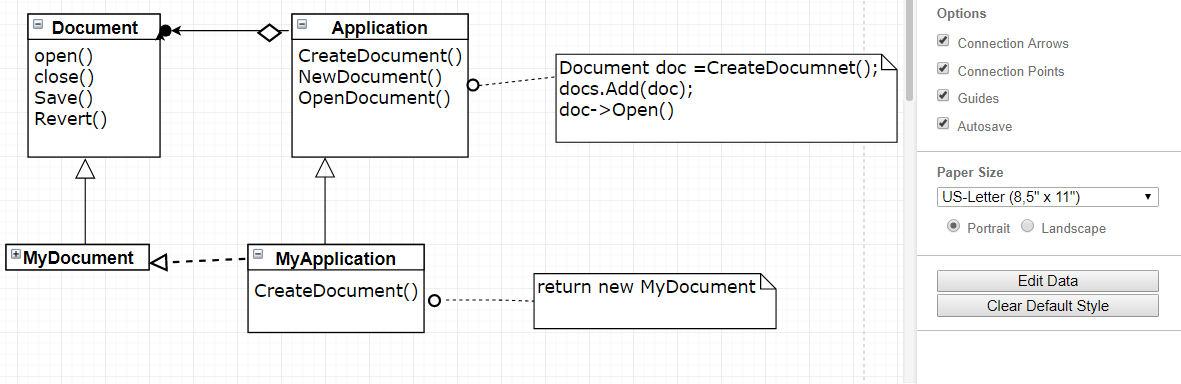 Document
open()
close()
Save()
Revert()
Application
CreateDocument()
NewDocument()
OpenDocument()
Document doc =CreateDocumnet();
docs.Add(doc);
doc->Open()
MyDocument
MyApplication
CreateDocument()
return new MyDocument
Options
Connection Arrows
Connection Points
Guides
Autosave
Paper Size
US-Letter (8,5" x 11")
Portrait Landscape
Edit Data
Clear Default Style